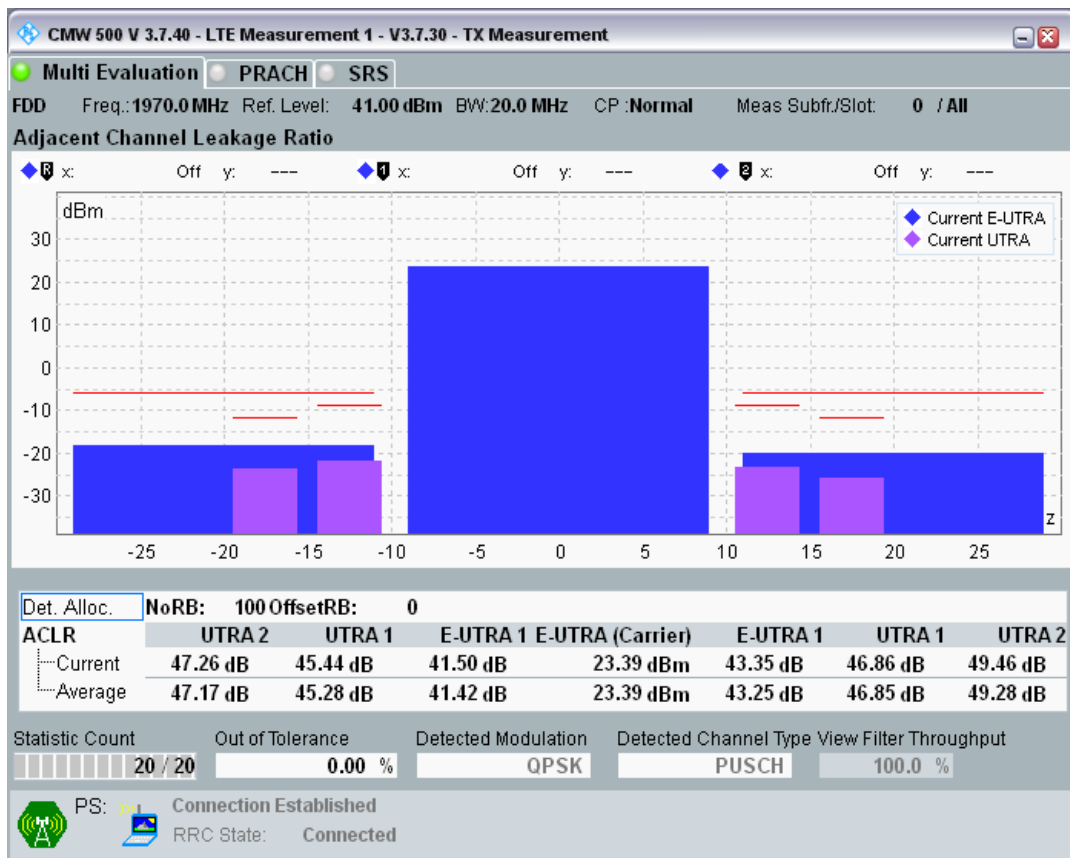 CMW 500 V 3.7.40 - LTE Measurement 1 - V3.7.30 - TX Measurement
Multi Evaluation PRACH SRS
FDD Freq.: 1970.0 MHz Ref. Level: 41.00 dBm BW: 20.0 MHz CP : Normal Meas Subfr./Slot: 0 / All
Adjacent Channel Leakage Ratio
R x: Off y: --- 1 x: Off y: --- 2 x: Off y: ---
dBm
Current E-UTRA
Current UTRA
30
20
10
0
-10
-20
-30
z
-25 -20 -15 -10 -5 0 5 10 15 20 25
Det. Alloc. NoRB: 100 OffsetRB: 0
ACLR UTRA 2 UTRA 1 E-UTRA 1 E-UTRA (Carrier) E-UTRA 1 UTRA 1 UTRA 2
Current 47.26 dB 45.44 dB 41.50 dB 23.39 dBm 43.35 dB 46.86 dB 49.46 dB
Average 47.17 dB 45.28 dB 41.42 dB 23.39 dBm 43.25 dB 46.85 dB 49.28 dB
Statistic Count Out of Tolerance Detected Modulation Detected Channel Type View Filter Throughput
20 / 20 0.00 % QPSK PUSCH 100.0 %
PS: Connection Established
RRC State: Connected